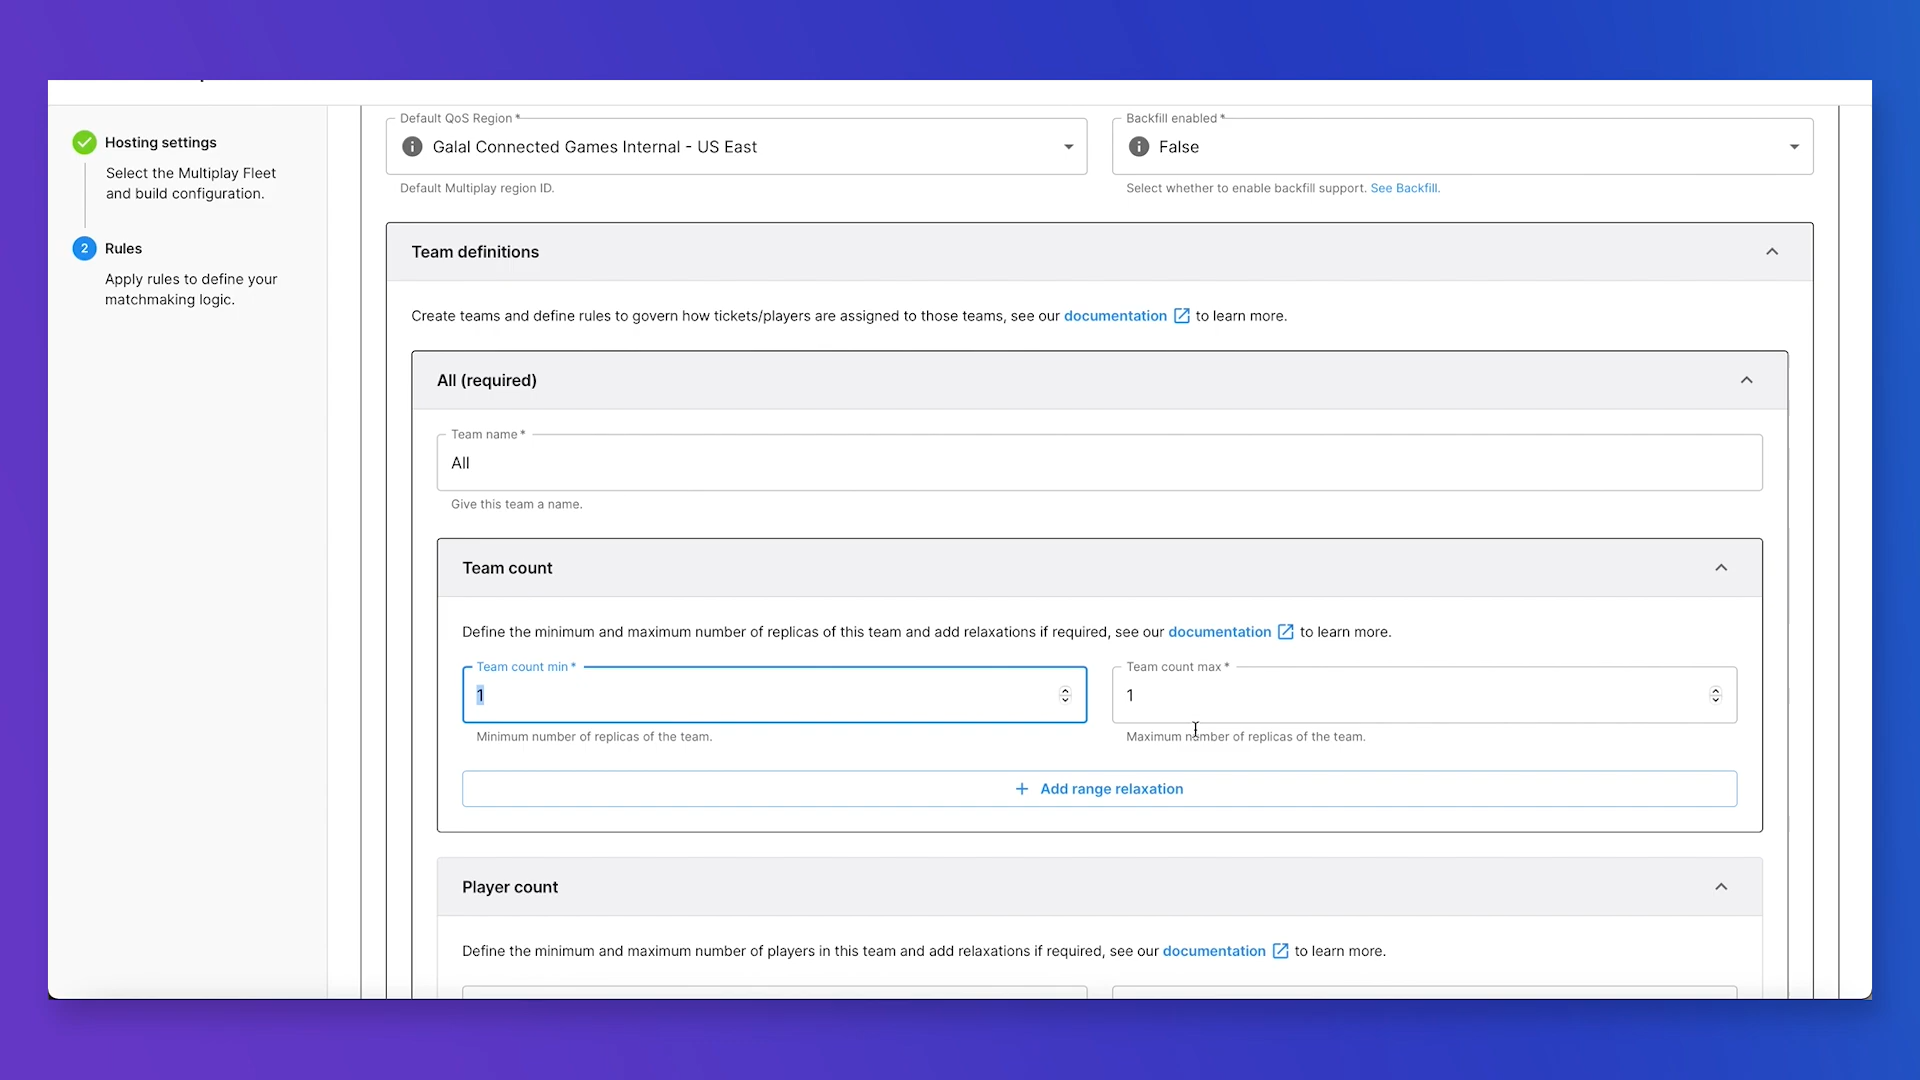 Hosting settings
Select the Multiplay Fleet
and build configuration.
2 Rules
Apply rules to define your
matchmaking logic.
Default QoS Region *
Galal Connected Games Internal - US East
Default Multiplay region ID.
Backfill enabled *
False
Select whether to enable backfill support. See Backfill.
Team definitions
Create teams and define rules to govern how tickets/players are assigned to those teams, see our documentation to learn more.
All (required)
Team name *
All
Give this team a name.
Team count
Define the minimum and maximum number of replicas of this team and add relaxations if required, see our documentation to learn more.
Team count min *
1
Minimum number of replicas of the team.
Team count max *
1
Maximum number of replicas of the team.
+ Add range relaxation
Player count
Define the minimum and maximum number of players in this team and add relaxations if required, see our documentation to learn more.